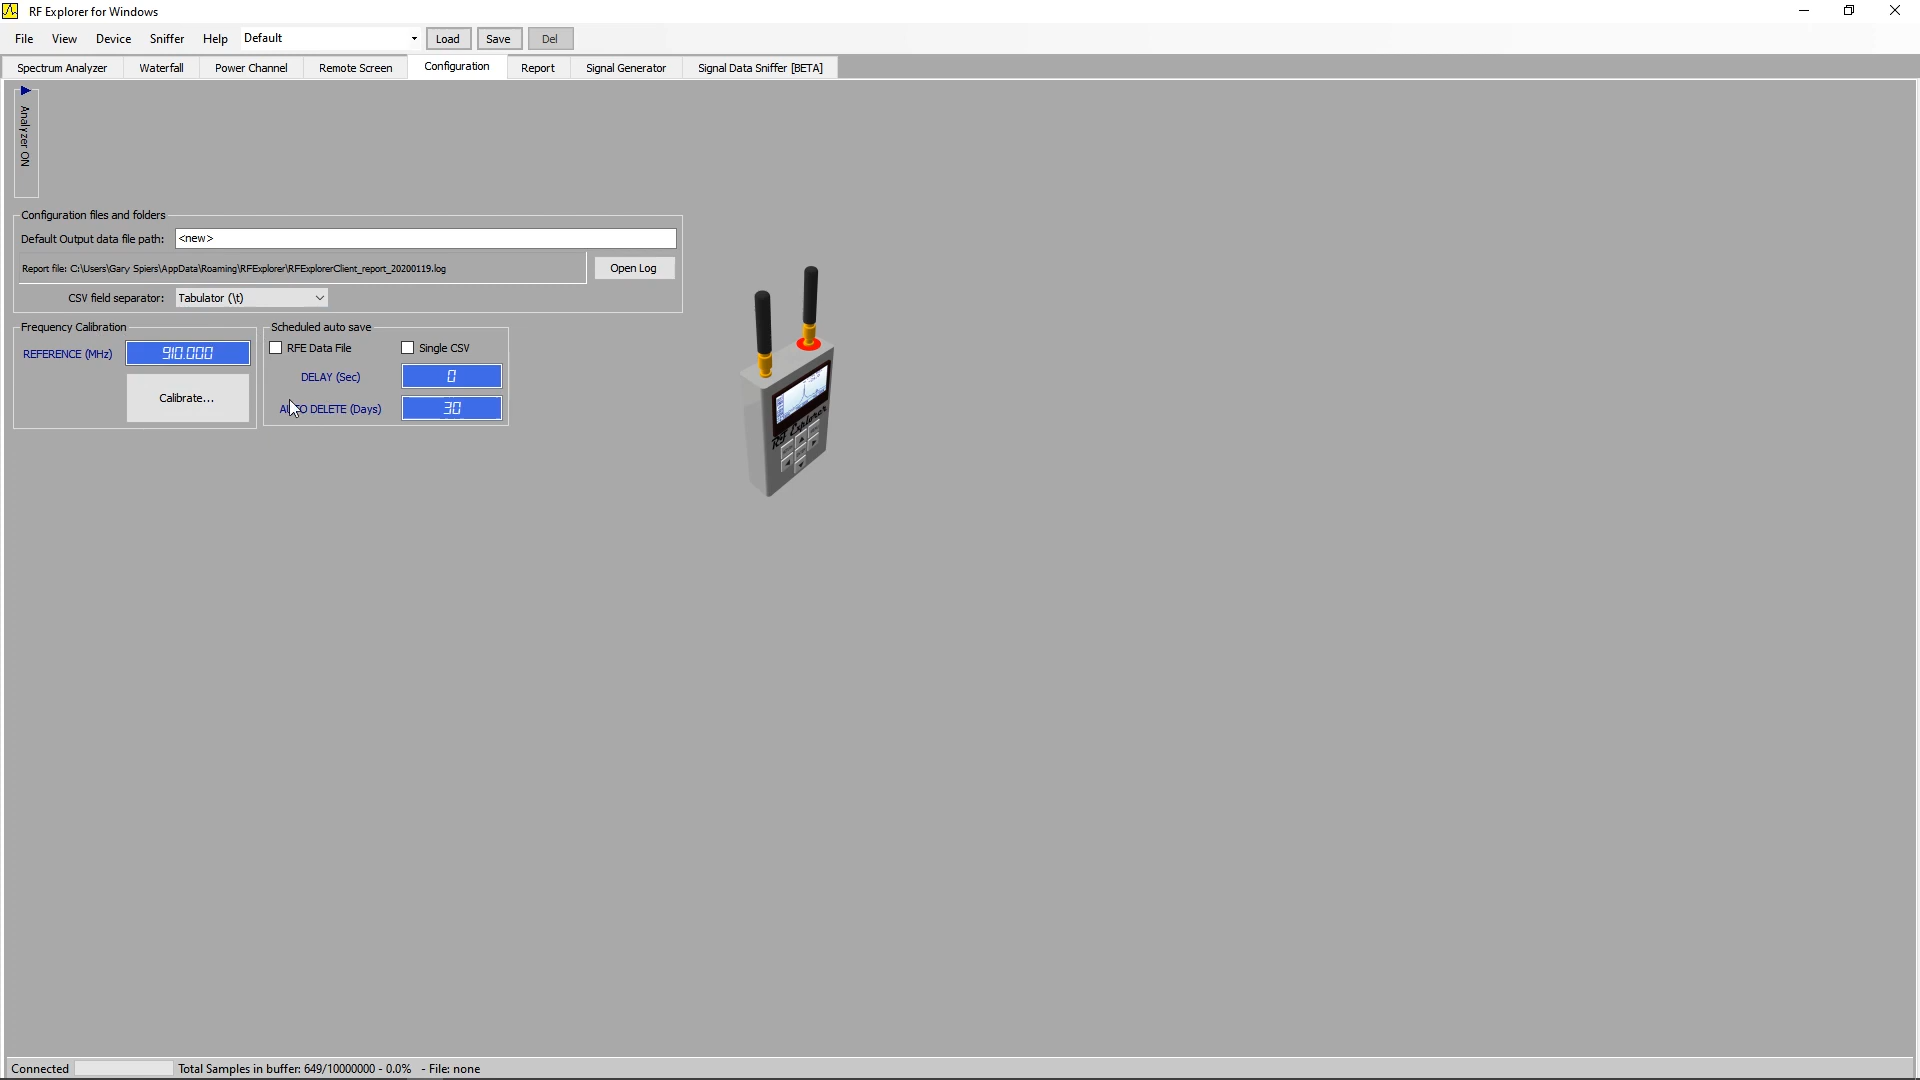 RF Explorer for Windows
File View Device Sniffer Help Default Load Save Del
Spectrum Analyzer Waterfall Power Channel Remote Screen Configuration Report Signal Generator Signal Data Sniffer [BETA]
Analyzer ON
Configuration files and folders
Default Output data file path: <new>
Report file: C:\Users\Gary Spiers\AppData\Roaming\RFExplorer\RFExplorerClient_report_20200119.log Open Log
CSV field separator: Tabulator (\t)
Frequency Calibration
REFERENCE (MHz) 910.000
Calibrate...
Scheduled auto save
RFE Data File Single CSV
DELAY (Sec) 0
DELETE (Days) 30
RF Explorer
Connected Total Samples in buffer: 649/10000000 - 0.0% - File: none